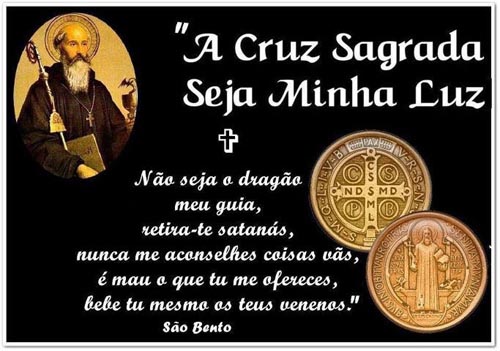 "A Cruz Sagrada
Seja Minha Luz
Não seja o dragão
meu guia,
retira-te satanás,
nunca me aconselhes coisas vãs,
é mau o que tu me ofereces,
bebe tu mesmo os teus venenos."
São Bento
PAX
C S P B
C S S M L
N D S M D